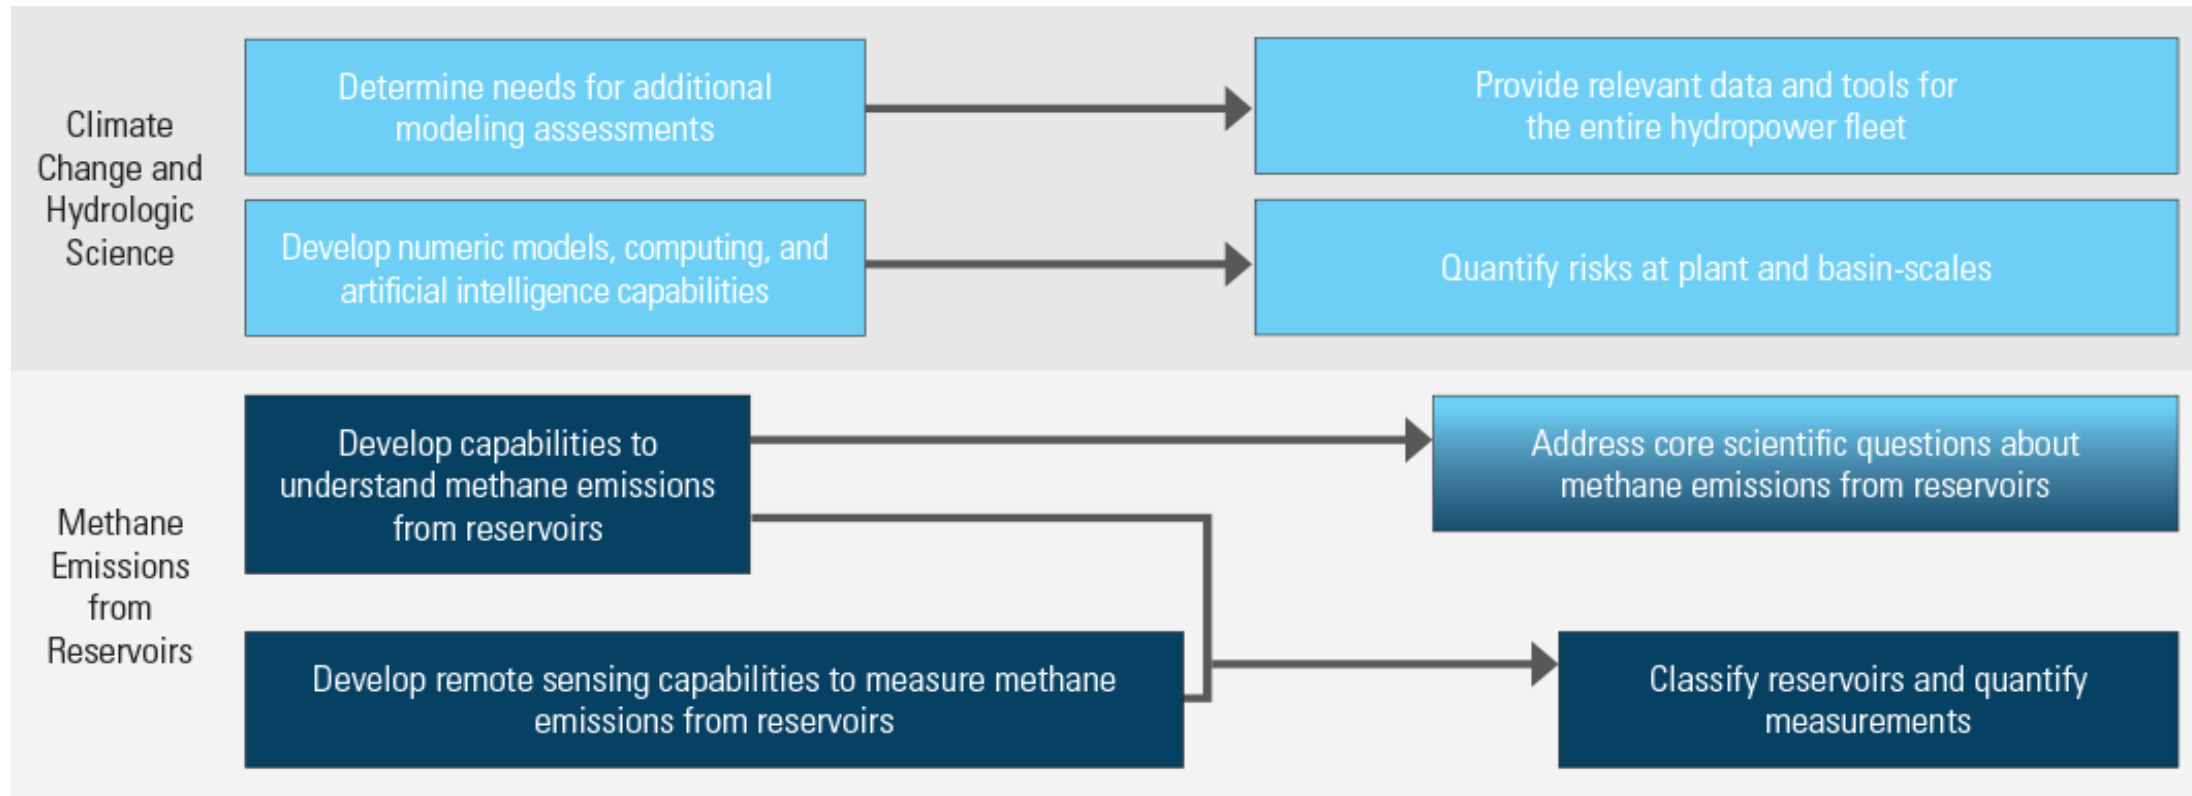 Climate
Change and
Hydrologic
Science
Determine needs for additional
modeling assessments
Provide relevant data and tools for
the entire hydropower fleet
Develop numeric models, computing, and
artificial intelligence capabilities
Quantify risks at plant and basin-scales
Methane
Emissions
from
Reservoirs
Develop capabilities to
understand methane emissions
from reservoirs
Address core scientific questions about
methane emissions from reservoirs
Develop remote sensing capabilities to measure methane
emissions from reservoirs
Classify reservoirs and quantify
measurements